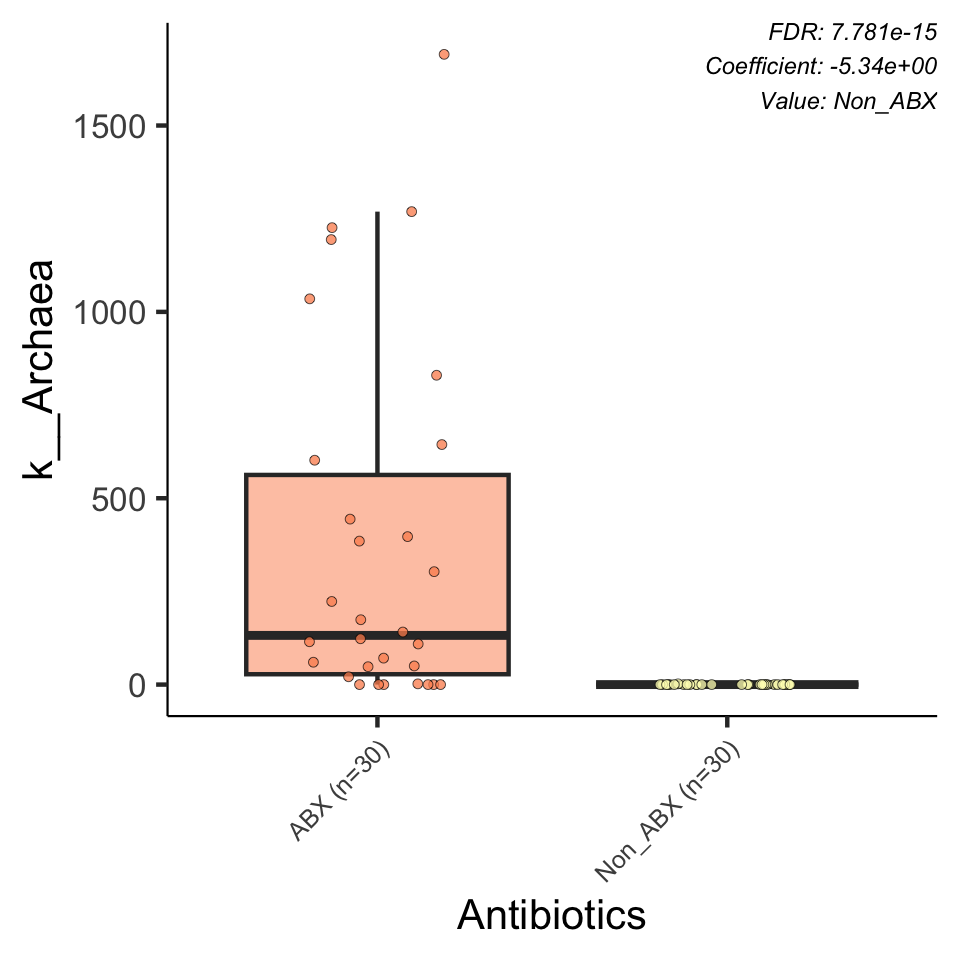 FDR: 7.781e-15
Coefficient: -5.34e+00
Value: Non_ABX
1500
1000
500
0
k__Archaea
ABX (n=30)
Non_ABX (n=30)
Antibiotics